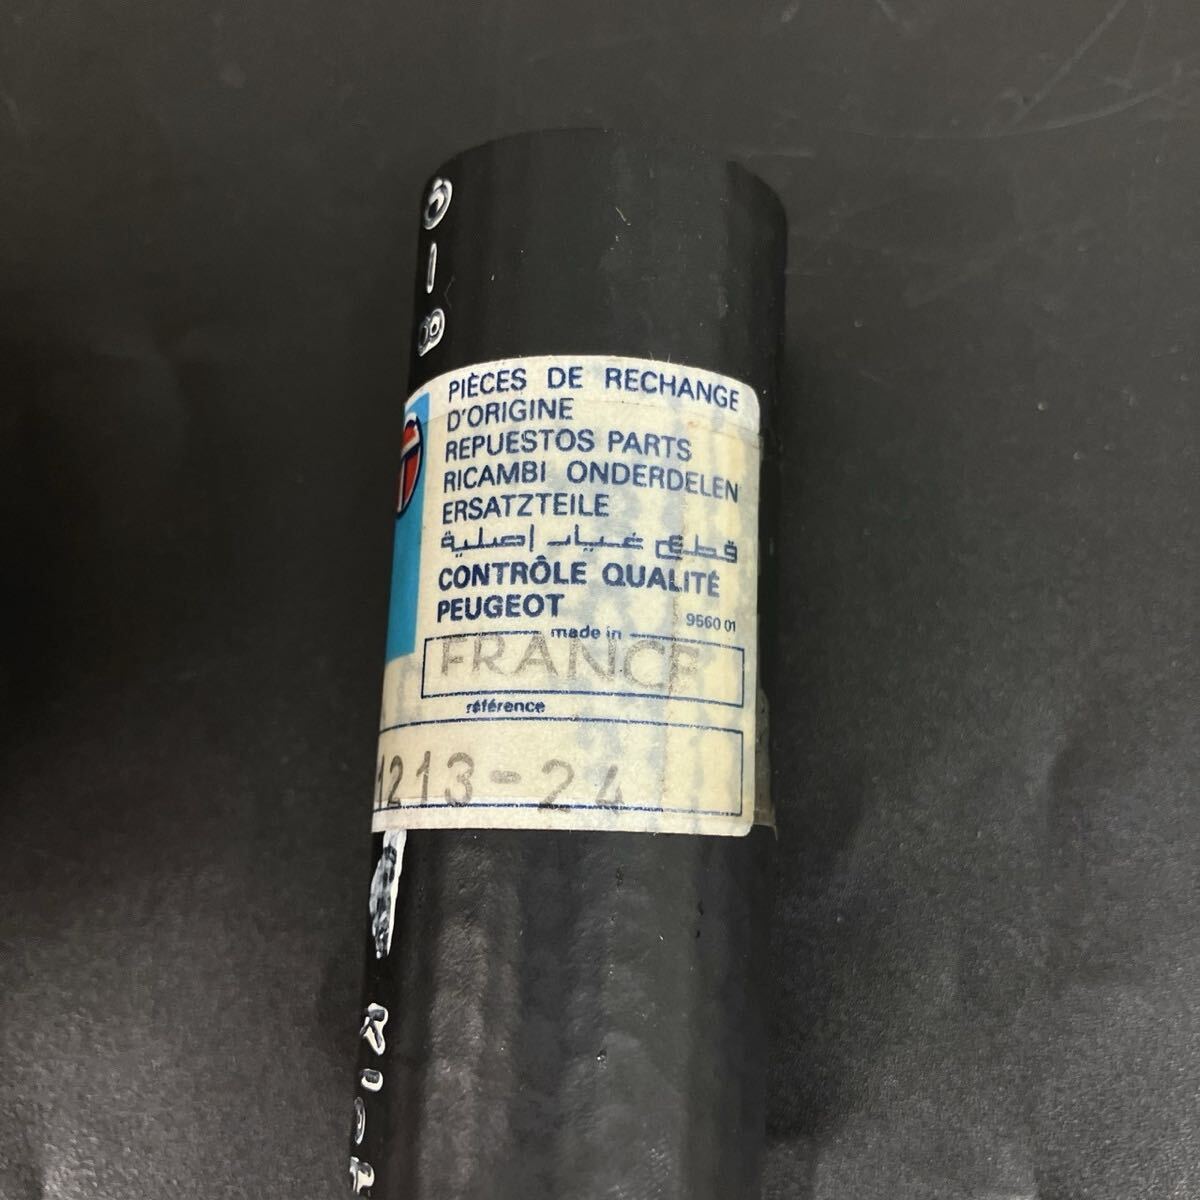 PIÈCES DE RECHANGE
D'ORIGINE
REPUESTOS PARTS
RICAMBI ONDERDELEN
ERSATZTEILE
قطع غيار إصلية
CONTRÔLE QUALITÉ
PEUGEOT
9560 01
made in
FRANCE
référence
1213-24